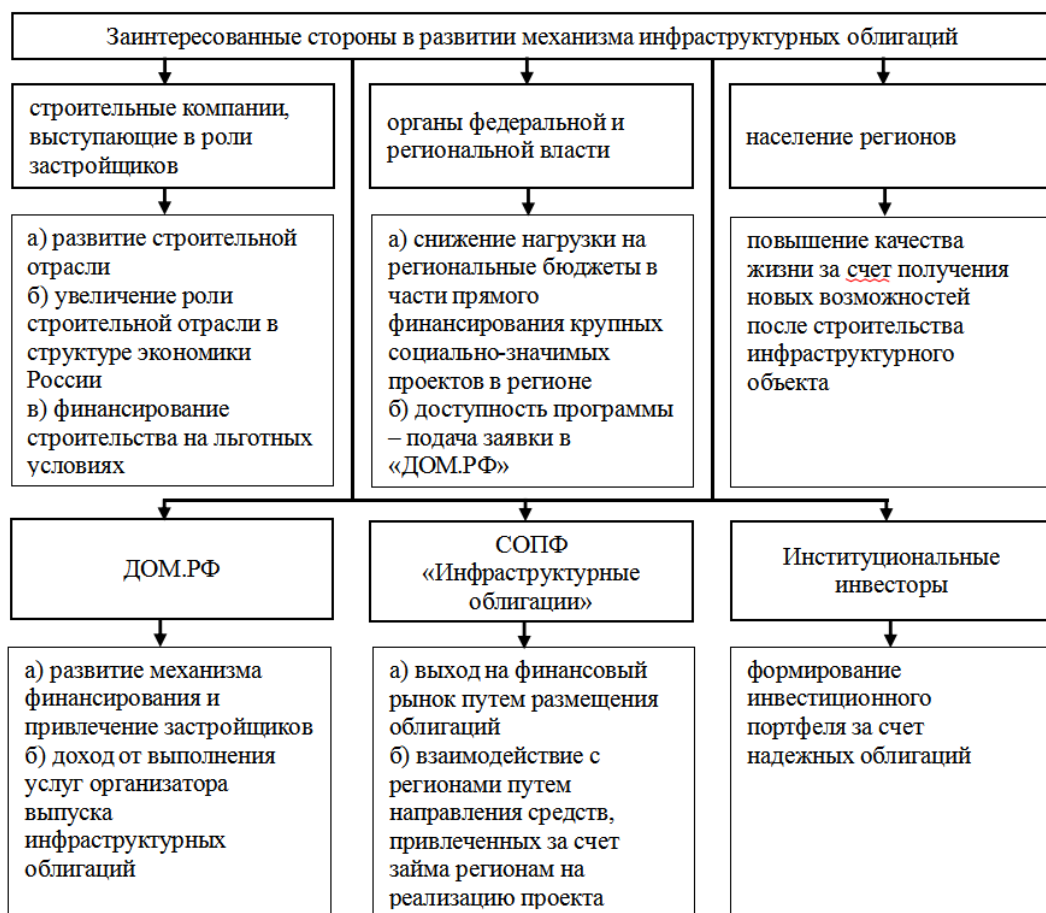 Заинтересованные стороны в развитии механизма инфраструктурных облигаций
строительные компании,
выступающие в роли
застройщиков
органы федеральной и
региональной власти
население регионов
а) развитие строительной
отрасли
б) увеличение роли
строительной отрасли в
структуре экономики
России
в) финансирование
строительства на льготных
условиях
а) снижение нагрузки на
региональные бюджеты в
части прямого
финансирования крупных
социально-значимых
проектов в регионе
б) доступность программы
– подача заявки в
«ДОМ.РФ»
повышение качества
жизни за счет получения
новых возможностей
после строительства
инфраструктурного
объекта
ДОМ.РФ
СОПФ
«Инфраструктурные
облигации»
Институциональные
инвесторы
а) развитие механизма
финансирования и
привлечение застройщиков
б) доход от выполнения
услуг организатора
выпуска
инфраструктурных
облигаций
а) выход на финансовый
рынок путем размещения
облигаций
б) взаимодействие с
регионами путем
направления средств,
привлеченных за счет
займа регионам на
реализацию проекта
формирование
инвестиционного
портфеля за счет
надежных облигаций